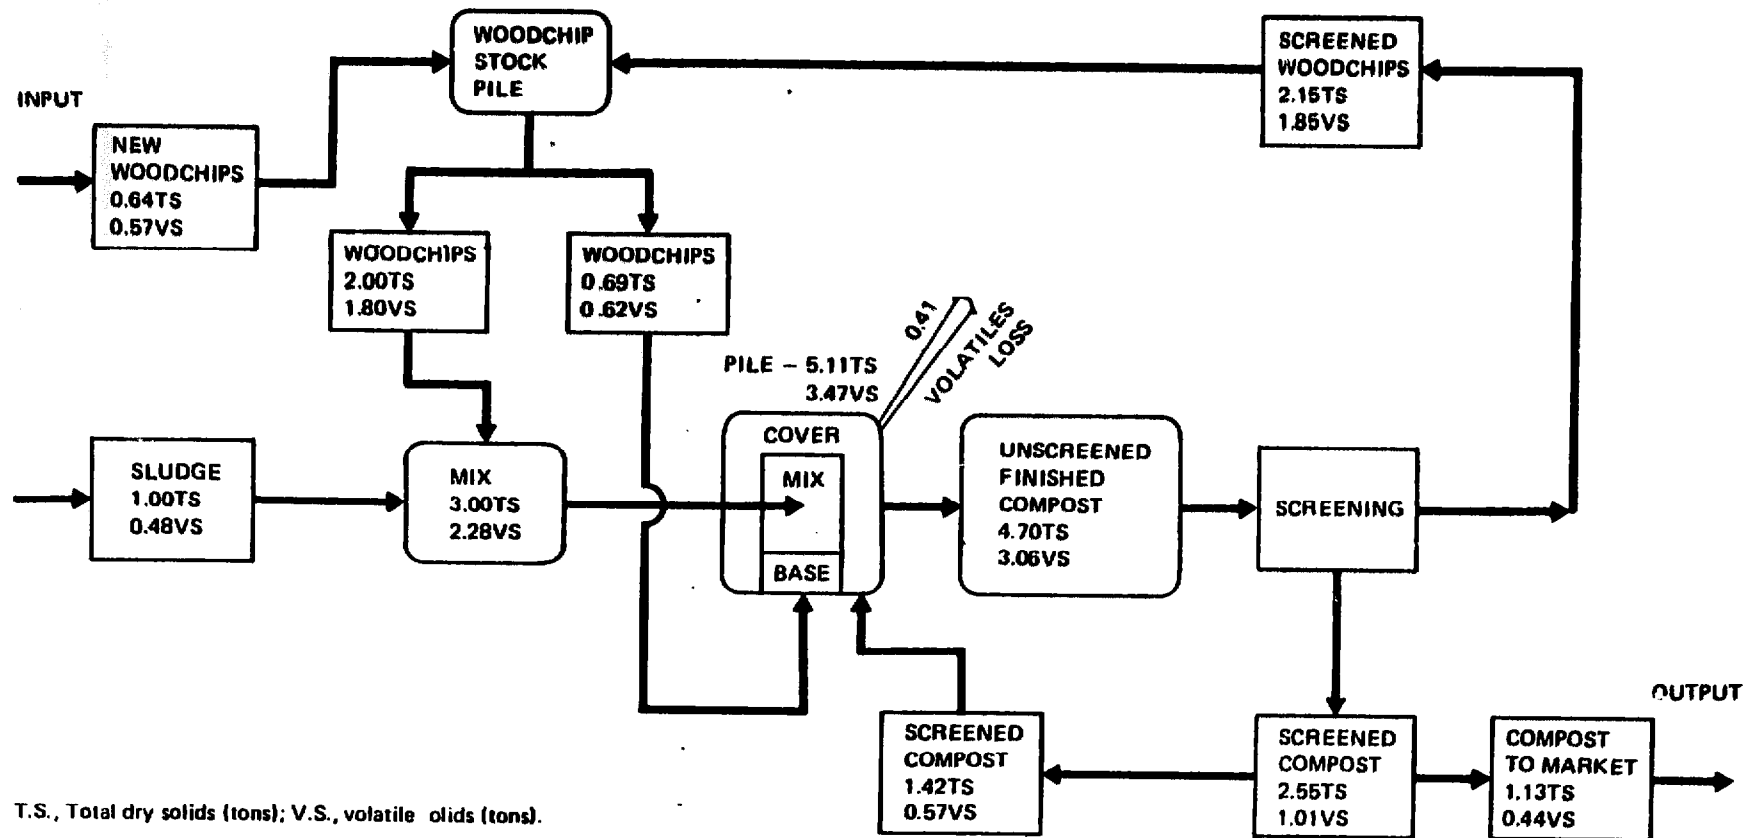 WOODCHIP
STOCK
PILE
SCREENED
WOODCHIPS
2.15TS
1.85VS
INPUT
NEW
WOODCHIPS
0.64TS
0.57VS
WOODCHIPS
2.00TS
1.80VS
WOODCHIPS
0.69TS
0.62VS
0.41
VOLATILES
LOSS
PILE – 5.11TS
3.47VS
COVER
MIX
BASE
SLUDGE
1.00TS
0.48VS
MIX
3.00TS
2.28VS
UNSCREENED
FINISHED
COMPOST
4.70TS
3.06VS
SCREENING
OUTPUT
SCREENED
COMPOST
1.42TS
0.57VS
SCREENED
COMPOST
2.55TS
1.01VS
COMPOST
TO MARKET
1.13TS
0.44VS
T.S., Total dry solids (tons); V.S., volatile olids (tons).